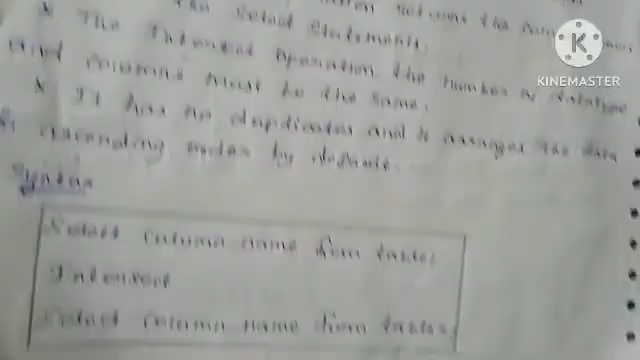 the Select Statements.
* The Intersect operation the number of datatype
and columns must be the same.
* It has no duplicates and it arranges the data
ascending order by default.
Syntax
Select column name from table1
Intersect
Select column name from table2
KINEMASTER